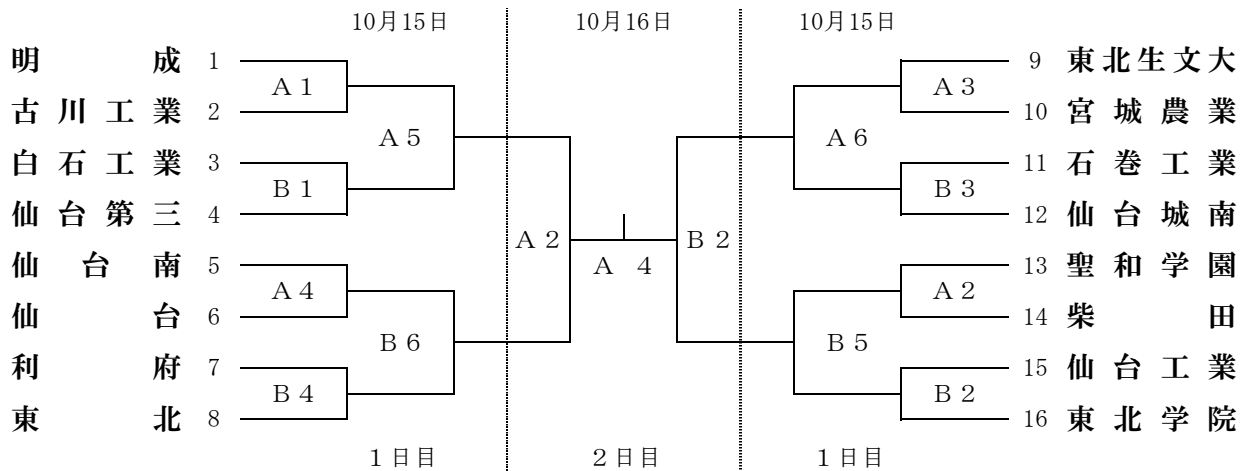 10月15日 10月16日 10月15日
明成 1 9 東北生文大
A1 A3
古川工業 2 10 宮城農業
A5 A6
白石工業 3 11 石巻工業
B1 B3
仙台第三 4 12 仙台城南
A2 B2
仙台南 5 A 4 13 聖和学園
A4 A2
仙台 6 14 柴田
B6 B5
利府 7 15 仙台工業
B4 B2
東北 8 16 東北学院
1日目 2日目 1日目